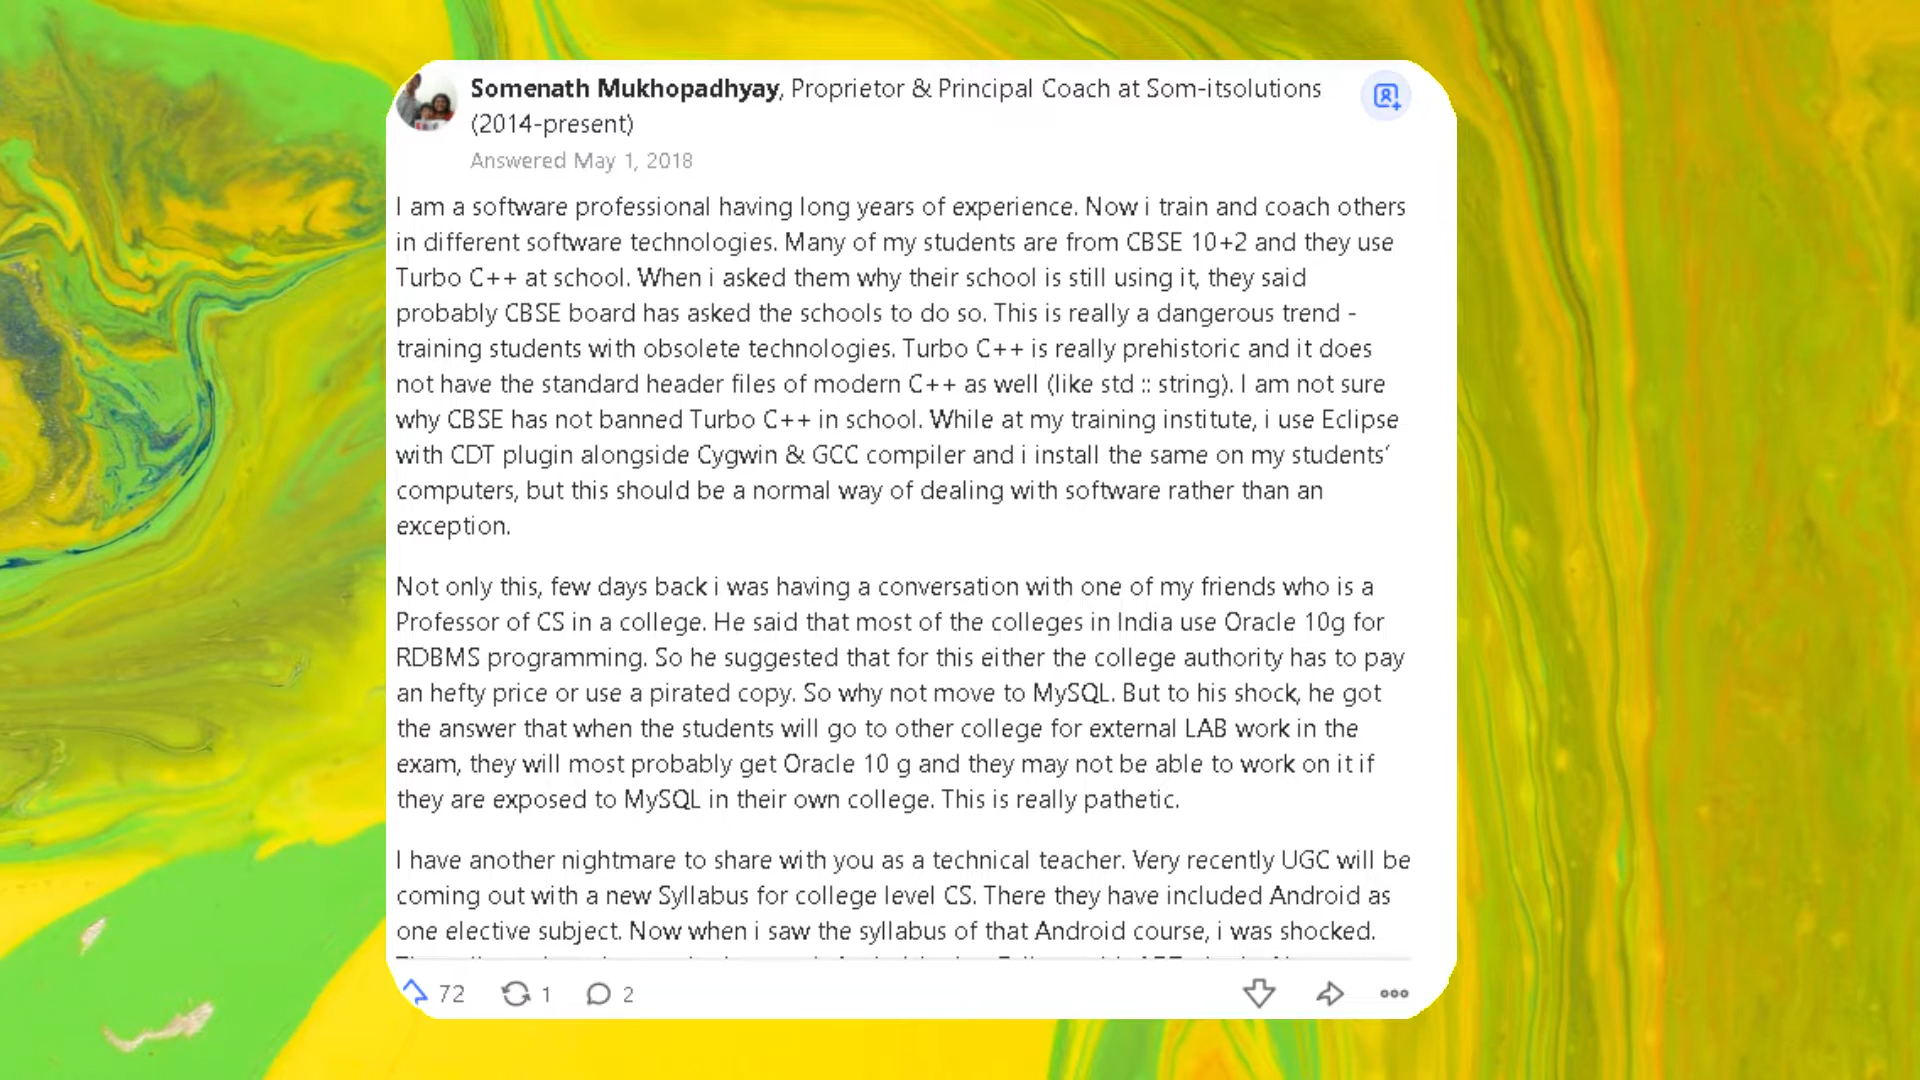 Somenath Mukhopadhyay, Proprietor & Principal Coach at Som-itsolutions
(2014-present)
Answered May 1, 2018
I am a software professional having long years of experience. Now i train and coach others
in different software technologies. Many of my students are from CBSE 10+2 and they use
Turbo C++ at school. When i asked them why their school is still using it, they said
probably CBSE board has asked the schools to do so. This is really a dangerous trend -
training students with obsolete technologies. Turbo C++ is really prehistoric and it does
not have the standard header files of modern C++ as well (like std :: string). I am not sure
why CBSE has not banned Turbo C++ in school. While at my training institute, i use Eclipse
with CDT plugin alongside Cygwin & GCC compiler and i install the same on my students’
computers, but this should be a normal way of dealing with software rather than an
exception.
Not only this, few days back i was having a conversation with one of my friends who is a
Professor of CS in a college. He said that most of the colleges in India use Oracle 10g for
RDBMS programming. So he suggested that for this either the college authority has to pay
an hefty price or use a pirated copy. So why not move to MySQL. But to his shock, he got
the answer that when the students will go to other college for external LAB work in the
exam, they will most probably get Oracle 10 g and they may not be able to work on it if
they are exposed to MySQL in their own college. This is really pathetic.
I have another nightmare to share with you as a technical teacher. Very recently UGC will be
coming out with a new Syllabus for college level CS. There they have included Android as
one elective subject. Now when i saw the syllabus of that Android course, i was shocked.
72 1 2